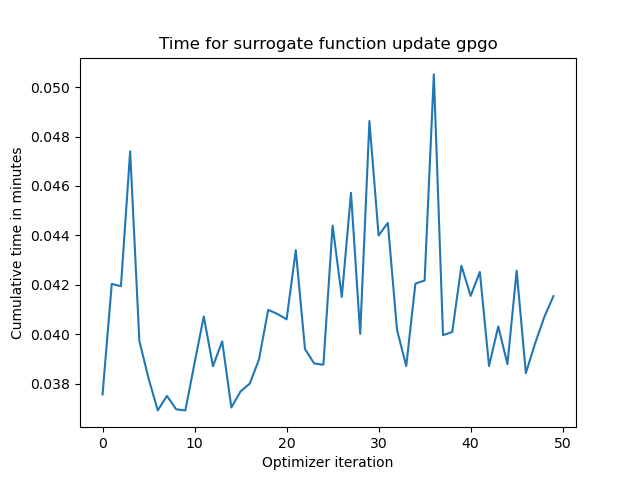 Time for surrogate function update gpgo
Cumulative time in minutes
0.050
0.048
0.046
0.044
0.042
0.040
0.038
0 10 20 30 40 50
Optimizer iteration